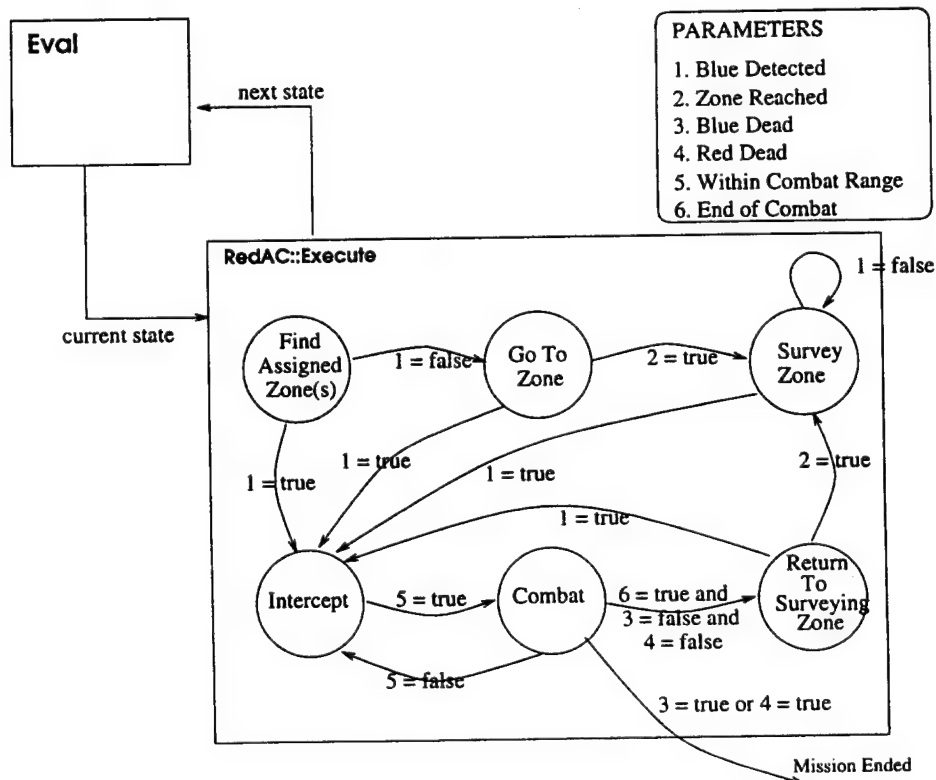 Eval
next state
current state
PARAMETERS
1. Blue Detected
2. Zone Reached
3. Blue Dead
4. Red Dead
5. Within Combat Range
6. End of Combat
RedAC::Execute
1 = false
Find
Assigned
Zone(s)
1 = false
Go To
Zone
2 = true
Survey
Zone
1 = true
1 = true
1 = true
2 = true
1 = true
Intercept
5 = true
Combat
6 = true and
3 = false and
4 = false
Return
To
Surveying
Zone
5 = false
3 = true or 4 = true
Mission Ended